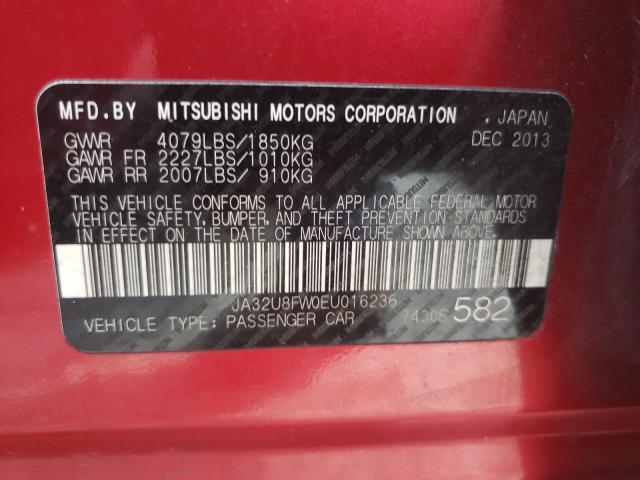 MFD.BY MITSUBISHI MOTORS CORPORATION . JAPAN
GVWR 4079LBS/1850KG DEC 2013
GAWR FR 2227LBS/1010KG
GAWR RR 2007LBS/ 910KG
THIS VEHICLE CONFORMS TO ALL APPLICABLE FEDERAL MOTOR
VEHICLE SAFETY, BUMPER, AND THEFT PREVENTION STANDARDS
IN EFFECT ON THE DATE OF MANUFACTURE SHOWN ABOVE.
JA32U8FW0EU016236
VEHICLE TYPE: PASSENGER CAR 582